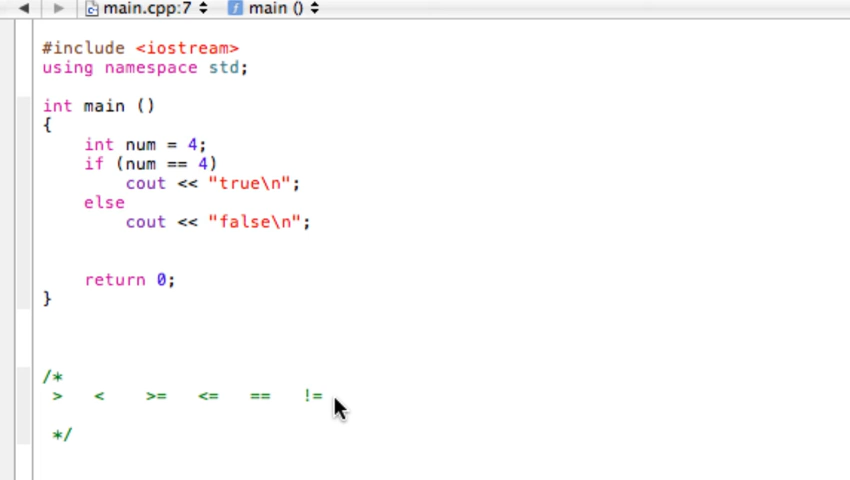 main.cpp:7 main ()
#include <iostream>
using namespace std;
int main ()
{
int num = 4;
if (num == 4)
cout << "true\n";
else
cout << "false\n";
return 0;
}
/*
> < >= <= == !=
*/